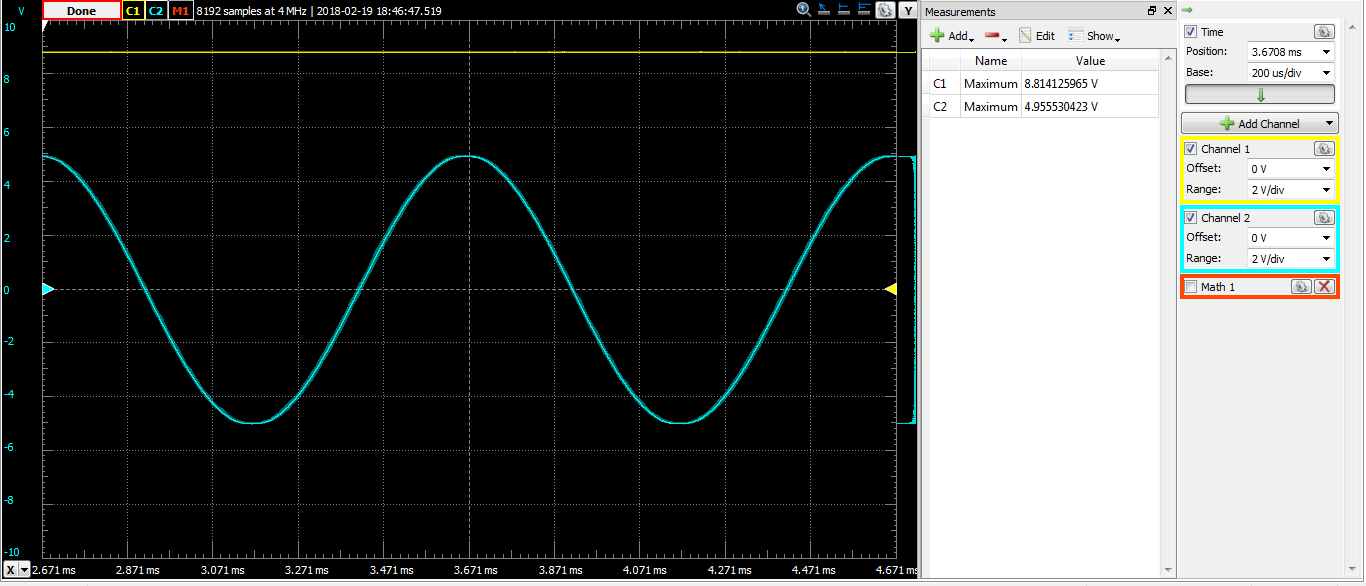 V Done C1 C2 M1 8192 samples at 4 MHz | 2018-02-19 18:46:47.519 Y
10
8
6
4
2
0
-2
-4
-6
-8
-10
X 2.671 ms 2.871 ms 3.071 ms 3.271 ms 3.471 ms 3.671 ms 3.871 ms 4.071 ms 4.271 ms 4.471 ms 4.671 ms
Measurements
Add Edit Show
Name Value
C1 Maximum 8.814125965 V
C2 Maximum 4.955530423 V
Time
Position: 3.6708 ms
Base: 200 us/div
Add Channel
Channel 1
Offset: 0 V
Range: 2 V/div
Channel 2
Offset: 0 V
Range: 2 V/div
Math 1